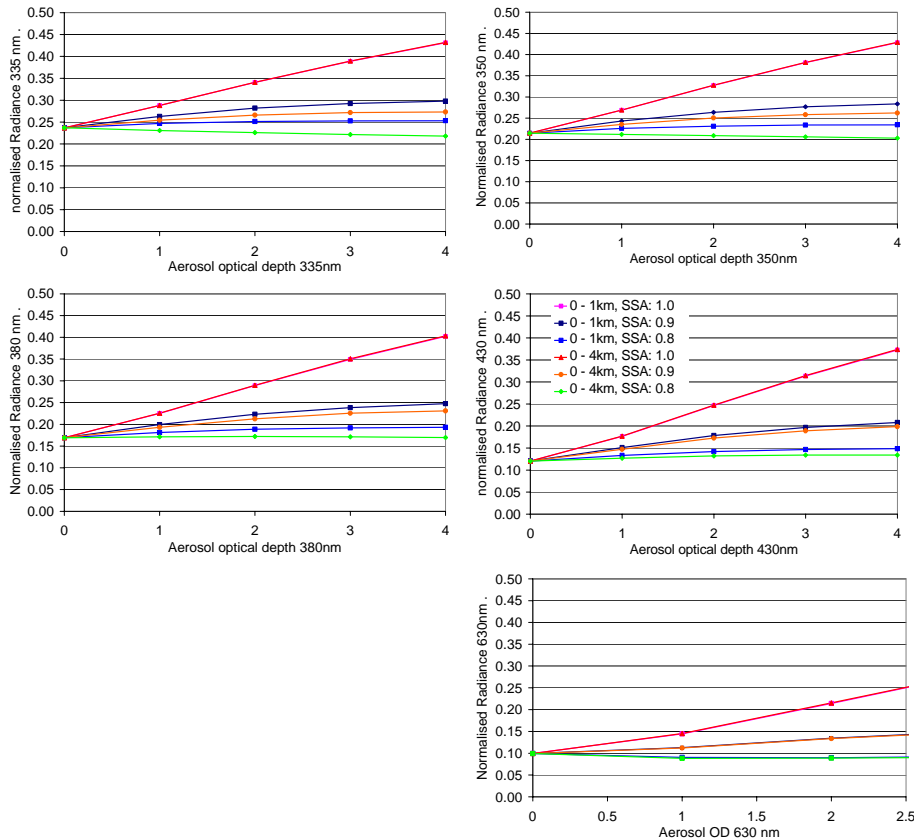 normalised Radiance 335 nm .
0.50
0.45
0.40
0.35
0.30
0.25
0.20
0.15
0.10
0.05
0.00
0 1 2 3 4
Aerosol optical depth 335nm
Normalised Radiance 350 nm .
0.50
0.45
0.40
0.35
0.30
0.25
0.20
0.15
0.10
0.05
0.00
0 1 2 3 4
Aerosol optical depth 350nm
Normalised Radiance 380 nm .
0.50
0.45
0.40
0.35
0.30
0.25
0.20
0.15
0.10
0.05
0.00
0 1 2 3 4
Aerosol optical depth 380nm
normalised Radiance 430 nm .
0.50
0.45
0.40
0.35
0.30
0.25
0.20
0.15
0.10
0.05
0.00
0 - 1km, SSA: 1.0
0 - 1km, SSA: 0.9
0 - 1km, SSA: 0.8
0 - 4km, SSA: 1.0
0 - 4km, SSA: 0.9
0 - 4km, SSA: 0.8
0 1 2 3 4
Aerosol optical depth 430nm
Normalised Radiance 630nm .
0.50
0.45
0.40
0.35
0.30
0.25
0.20
0.15
0.10
0.05
0.00
0 0.5 1 1.5 2 2.5
Aerosol OD 630 nm